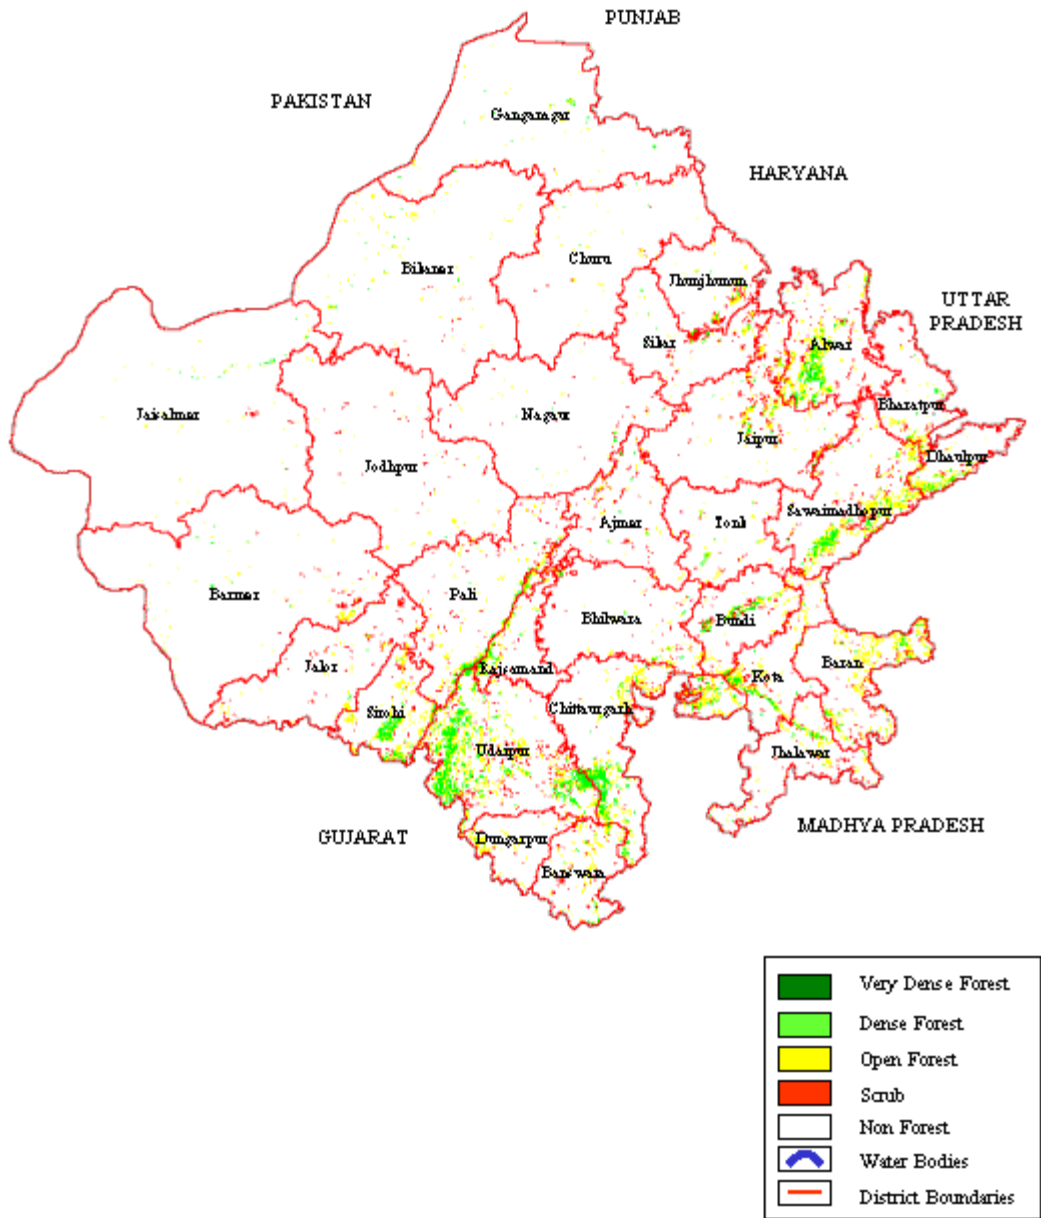 PUNJAB
PAKISTAN
Ganganagar
HARYANA
Bikaner
Churu
Jhunjhunun
UTTAR
PRADESH
Sikar
Alwar
Jaisalmer
Nagaur
Bharatpur
Jaipur
Jodhpur
Dhaulpur
Ajmer
Tonk
Sawaimadhopur
Barmer
Pali
Bhilwara
Bundi
Jalor
Rajsamand
Kota
Baran
Sirohi
Chittaurgarh
Udaipur
Jhalawar
GUJARAT
Dungarpur
MADHYA PRADESH
Banswara
Very Dense Forest
Dense Forest
Open Forest
Scrub
Non Forest
Water Bodies
District Boundaries